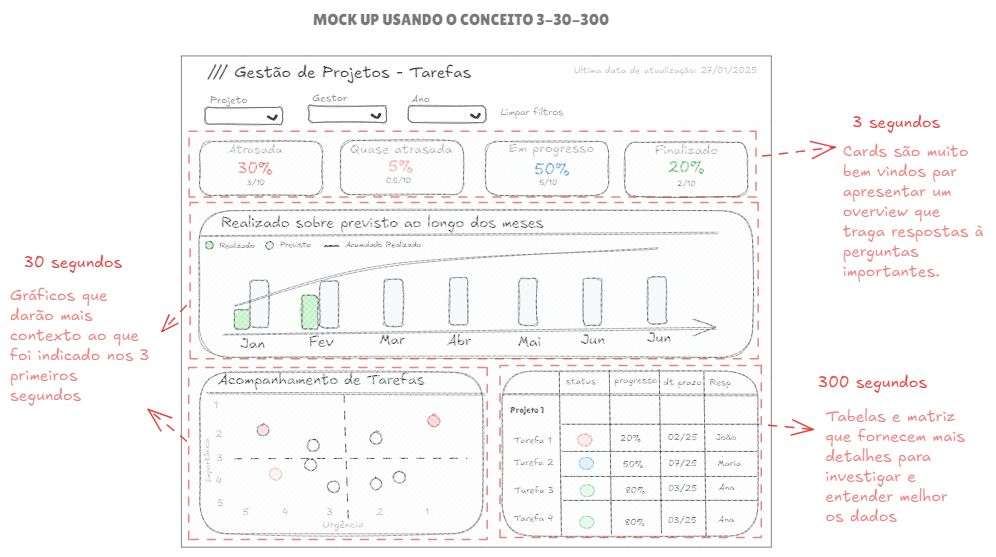 MOCK UP USANDO O CONCEITO 3-30-300
/// Gestão de Projetos - Tarefas
Ultima data de atualização: 27/01/2025
Projeto
Gestor
Ano
Limpar filtros
Atrasada
30%
3/10
Quase atrasada
5%
0.5/10
Em progresso
50%
5/10
Finalizado
20%
2/10
3 segundos
Cards são muito
bem vindos par
apresentar um
overview que
traga respostas à
perguntas
importantes.
Realizado sobre previsto ao longo dos meses
Realizado
Previsto
Acumulado Realizado
Jan
Fev
Mar
Abr
Mai
Jun
Jun
30 segundos
Gráficos que
darão mais
contexto ao que
foi indicado nos 3
primeiros
segundos
Acompanhamento de Tarefas
Importância
1
2
3
4
5
5
4
3
2
1
Urgência
status
progresso
dt prazo
Resp
Projeto 1
Tarefa 1
20%
02/25
João
Tarefa 2
50%
07/25
Maria
Tarefa 3
80%
03/25
Ana
Tarefa 4
80%
03/25
Ana
300 segundos
Tabelas e matriz
que fornecem mais
detalhes para
investigar e
entender melhor
os dados